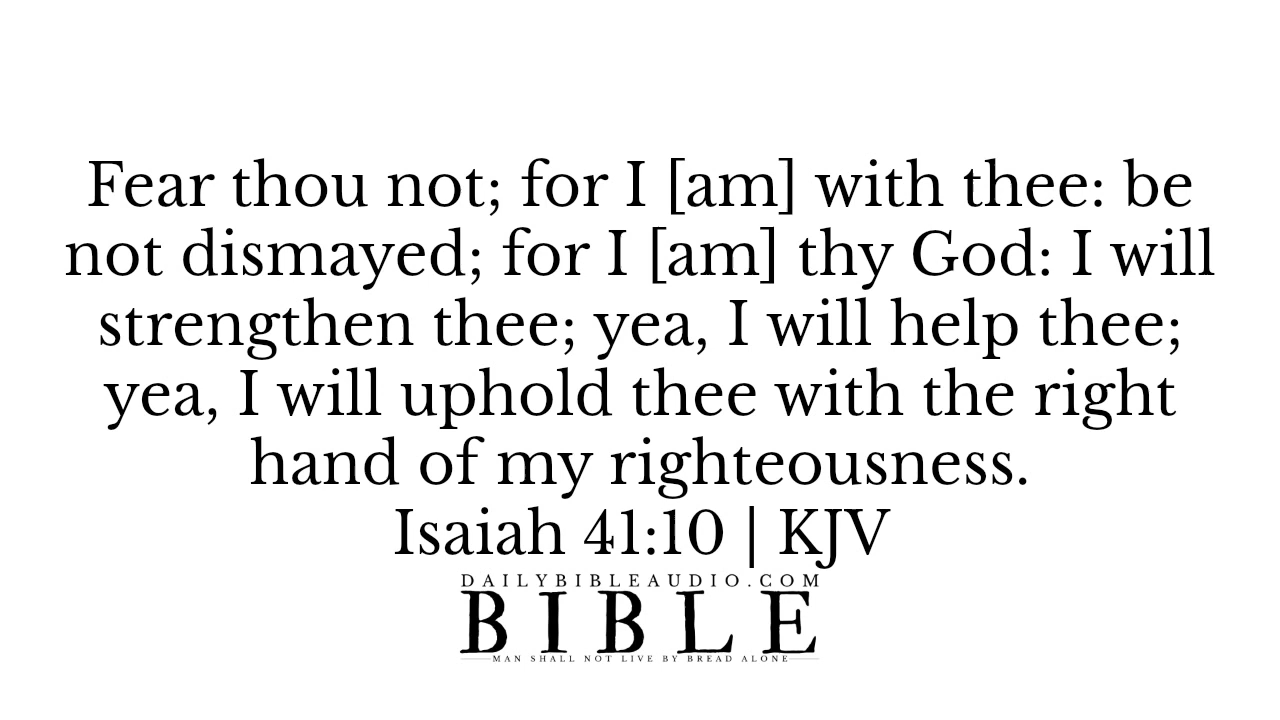 Fear thou not; for I [am] with thee: be
not dismayed; for I [am] thy God: I will
strengthen thee; yea, I will help thee;
yea, I will uphold thee with the right
hand of my righteousness.
Isaiah 41:10 | KJV
DAILYBIBLEAUDIO.COM
BIBLE
MAN SHALL NOT LIVE BY BREAD ALONE